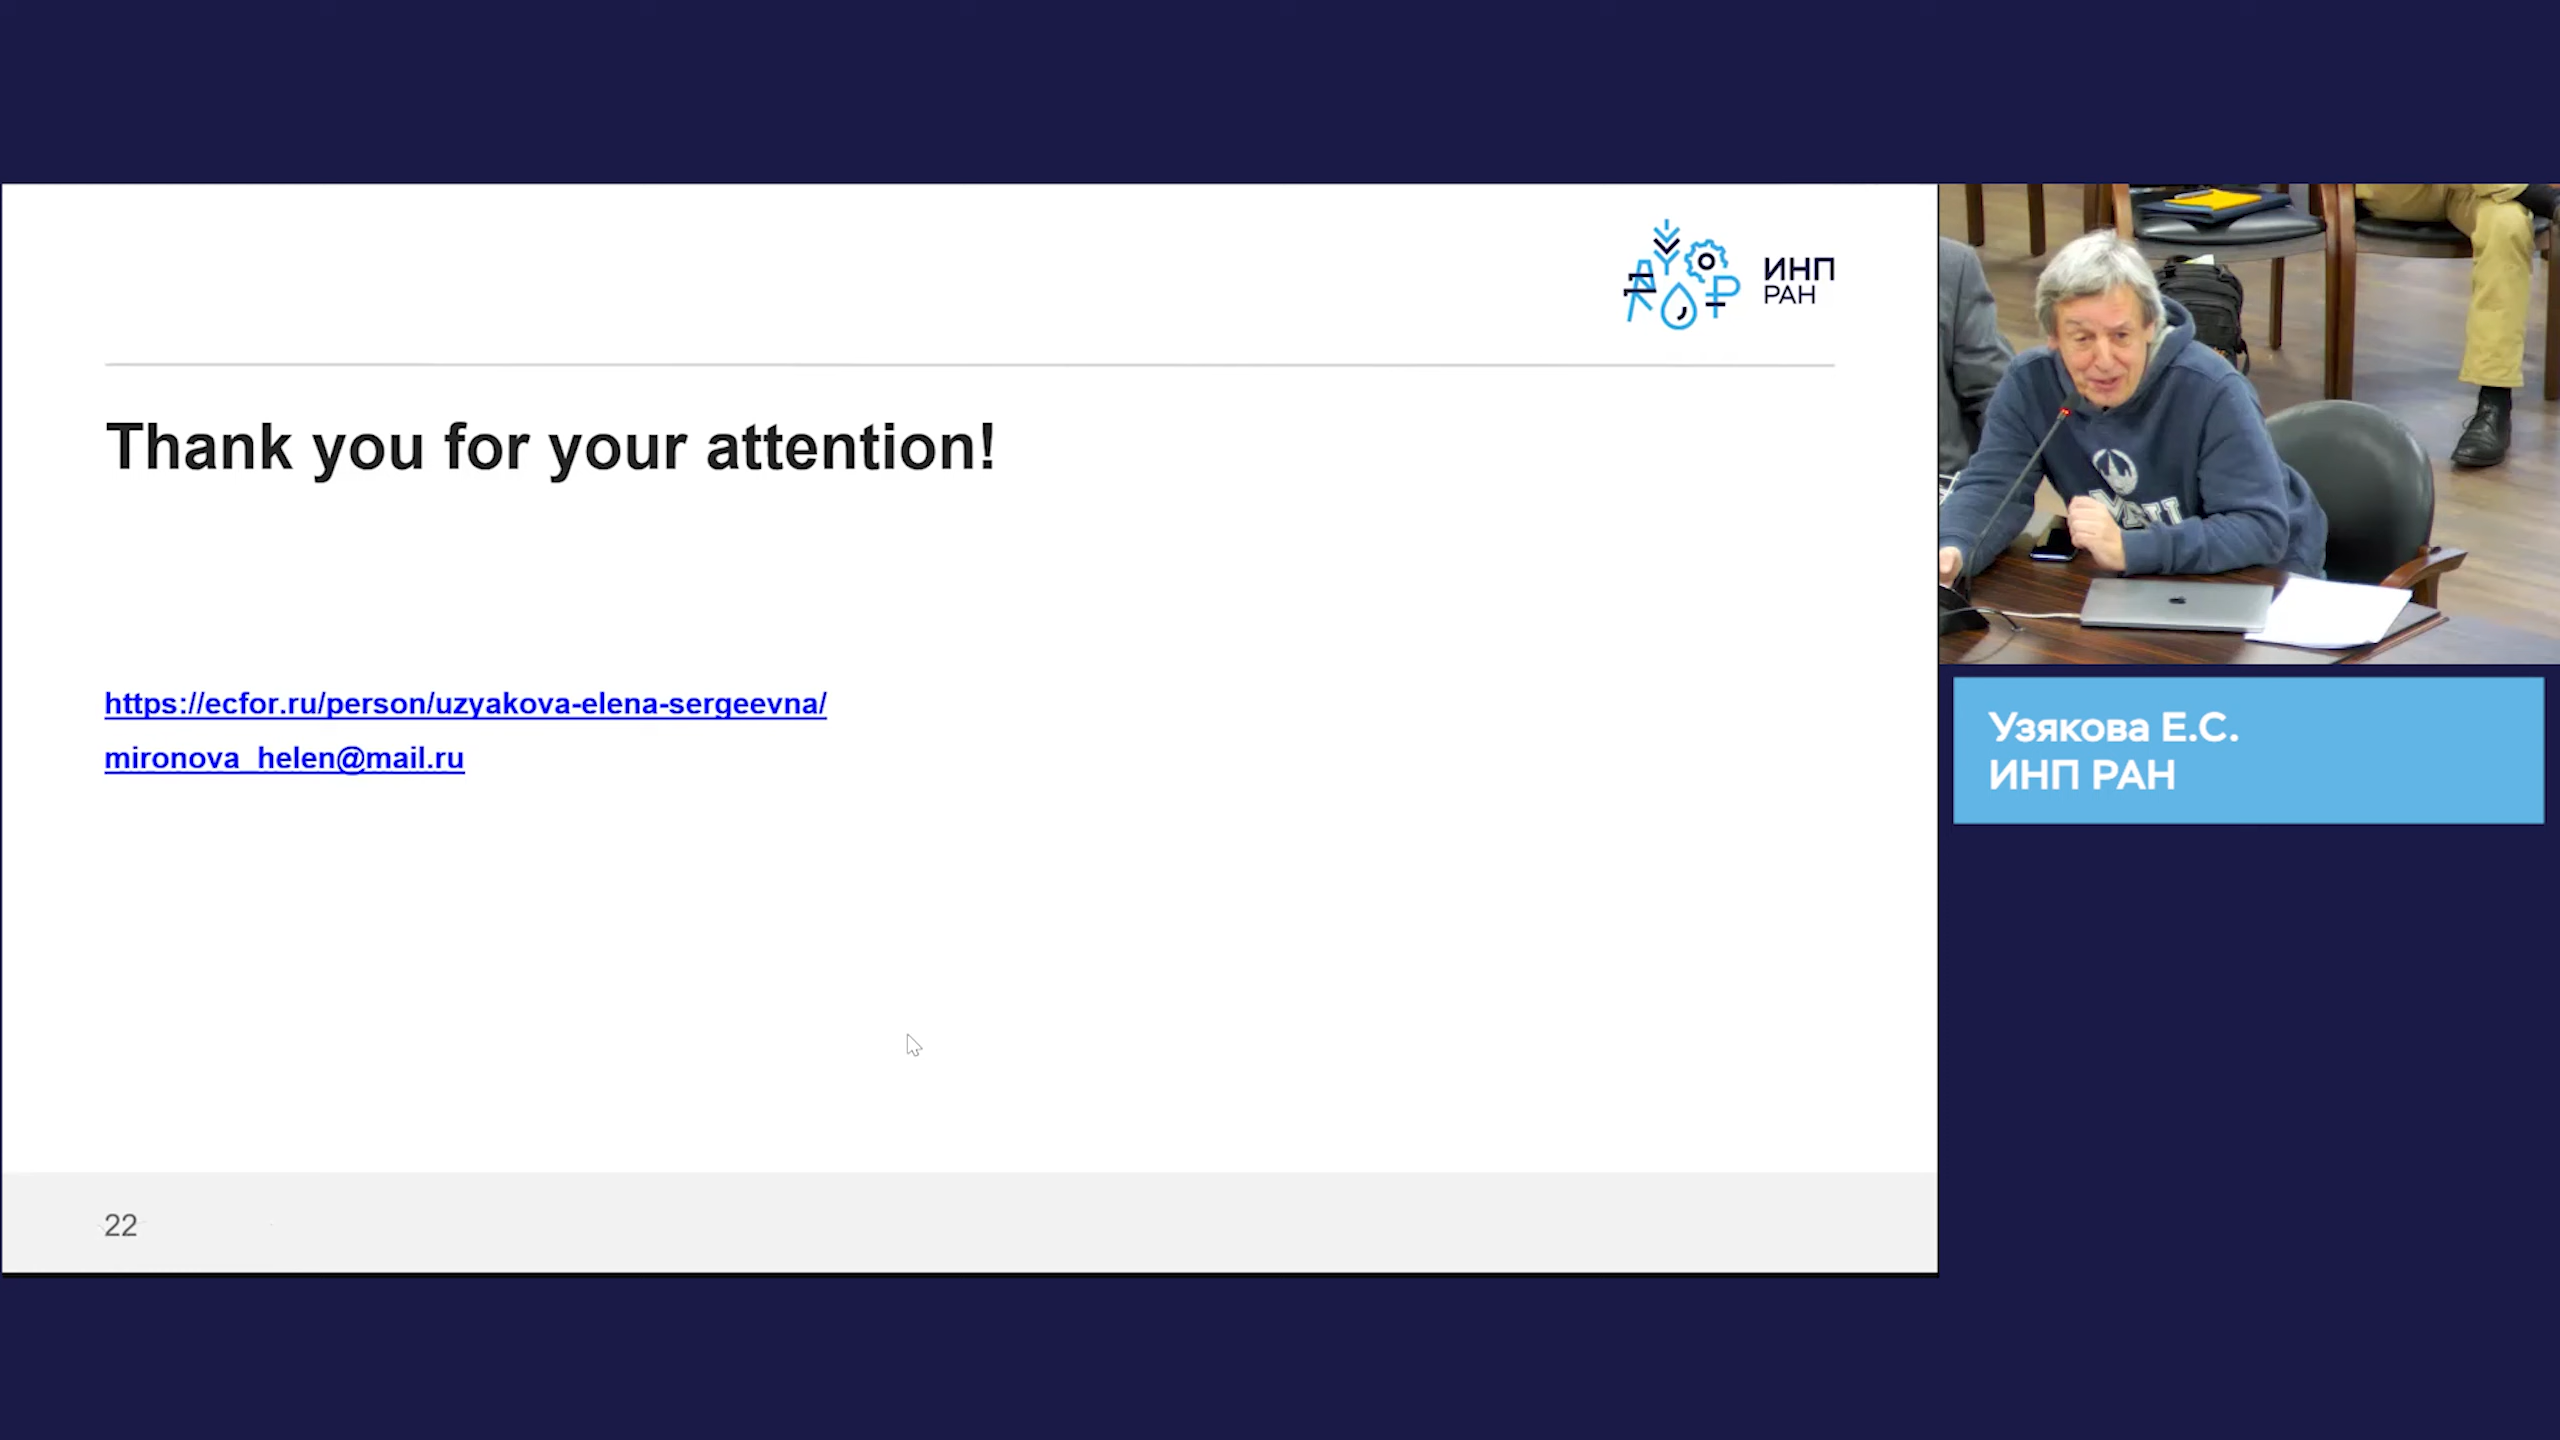 ИНП
РАН
Thank you for your attention!
https://ecfor.ru/person/uzyakova-elena-sergeevna/
mironova_helen@mail.ru
22
Узякова Е.С.
ИНП РАН